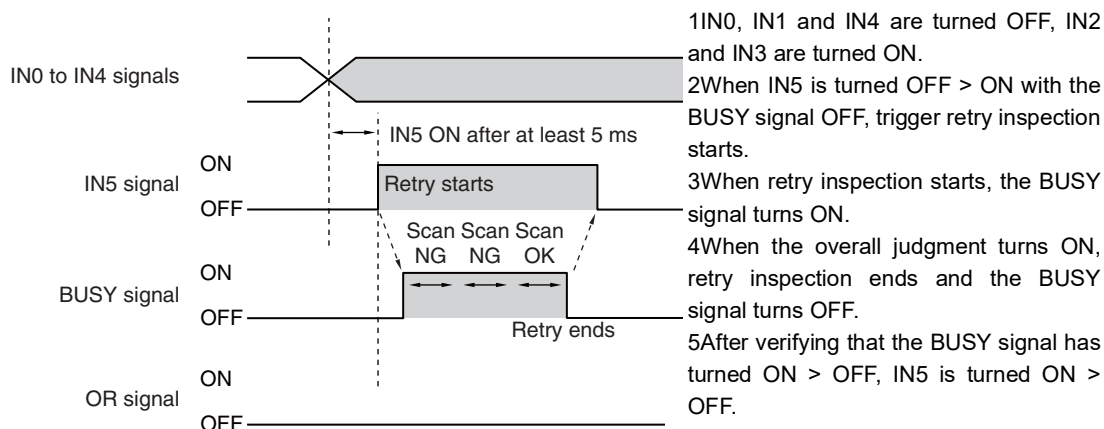 IN0 to IN4 signals
IN5 ON after at least 5 ms
ON
IN5 signal
Retry starts
OFF
Scan Scan Scan
NG NG OK
ON
BUSY signal
OFF
Retry ends
ON
OR signal
OFF
1IN0, IN1 and IN4 are turned OFF, IN2
and IN3 are turned ON.
2When IN5 is turned OFF > ON with the
BUSY signal OFF, trigger retry inspection
starts.
3When retry inspection starts, the BUSY
signal turns ON.
4When the overall judgment turns ON,
retry inspection ends and the BUSY
signal turns OFF.
5After verifying that the BUSY signal has
turned ON > OFF, IN5 is turned ON >
OFF.